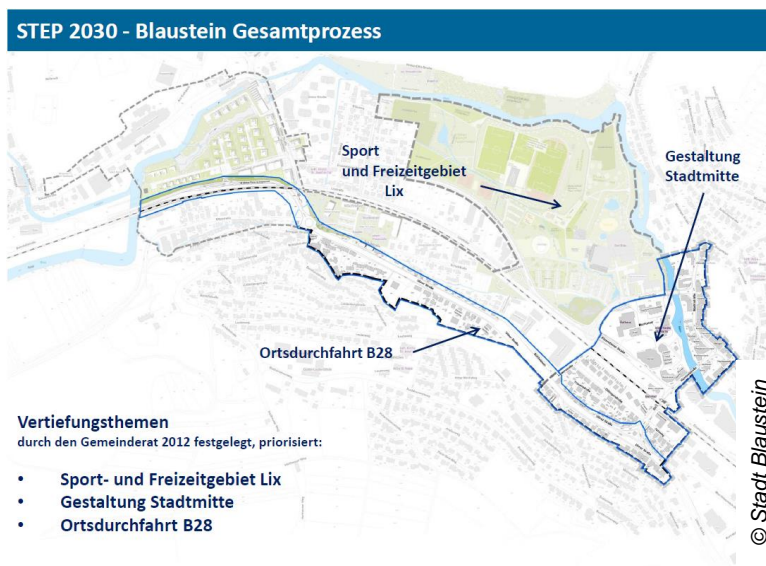 STEP 2030 - Blaustein Gesamtprozess
Sport
und Freizeitgebiet
Lix
Gestaltung
Stadtmitte
Ortsdurchfahrt B28
Vertiefungsthemen
durch den Gemeinderat 2012 festgelegt, priorisiert:
• Sport- und Freizeitgebiet Lix
• Gestaltung Stadtmitte
• Ortsdurchfahrt B28
© Stadt Blaustein